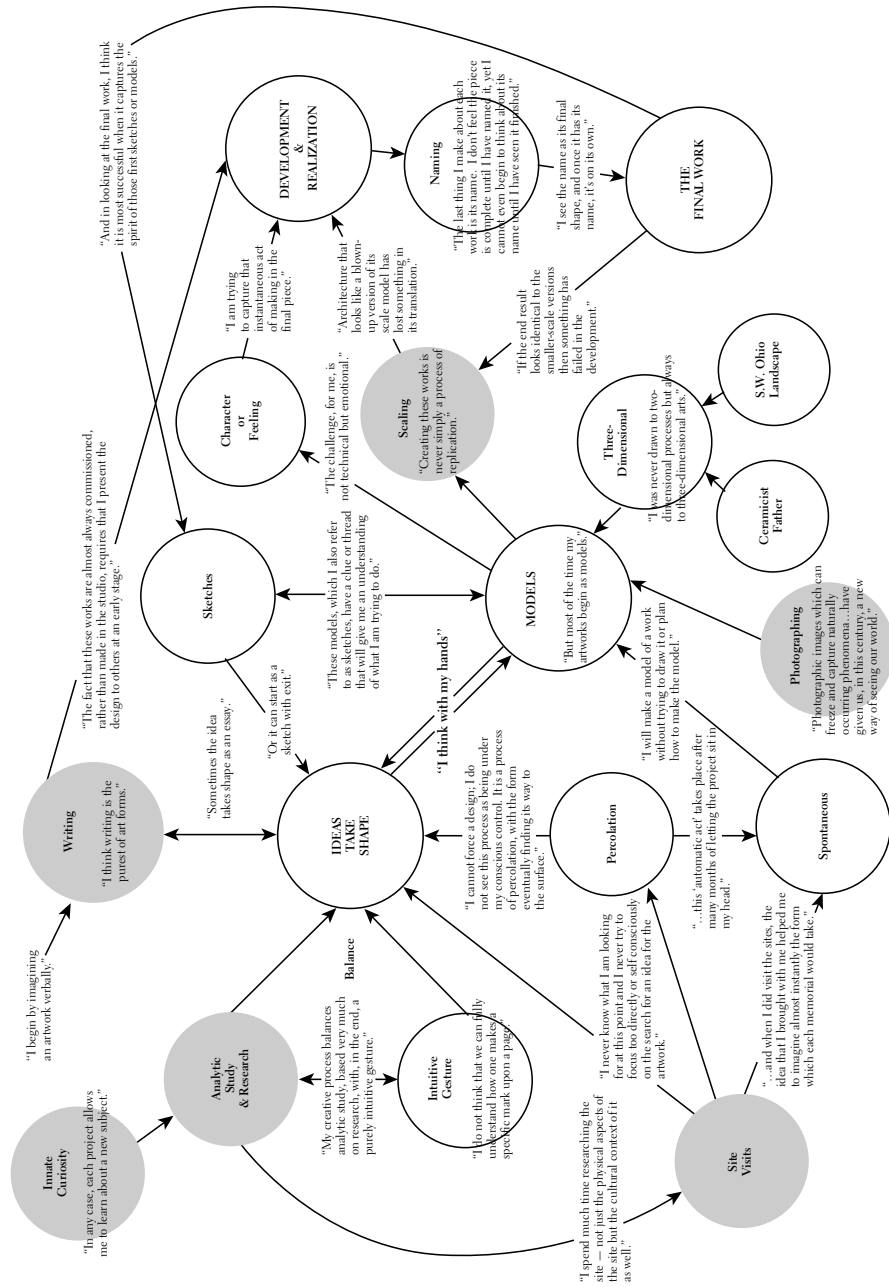 Innate
Curiosity
“In any case, each project allows
me to learn about a new subject.”
“I begin by imagining
an artwork verbally.”
Writing
“I think writing is the
purest of art forms.”
“The fact that these works are almost always commissioned,
rather than made in the studio, requires that I present the
design to others at an early stage.”
“And in looking at the final work, I think
it is most successful when it captures the
spirit of those first sketches or models.”
Analytic
Study
& Research
“Sometimes the idea
takes shape as an essay.”
Sketches
“Or it can start as a
sketch with exit.”
Character
or
Feeling
“I am trying
to capture that
instantaneous act
of making in the
final piece.”
DEVELOPMENT
&
REALIZATION
“My creative process balances
analytic study, based very much
on research, with, in the end, a
purely intuitive gesture.”
Balance
IDEAS
TAKE
SHAPE
“These models, which I also refer
to as sketches, have a clue or thread
that will give me an understanding
of what I am trying to do.”
“The challenge, for me, is
not technical but emotional.”
“Architecture that
looks like a blown-
up version of its
scale model has
lost something in
its translation.”
Intuitive
Gesture
“I do not think that we can fully
understand how one makes a
specific mark upon a page.”
“I think with my hands”
Scaling
“Creating these works is
never simply a process of
replication.”
Naming
“The last thing I make about each
work is its name. I don’t feel the piece
is complete until I have named it, yet I
cannot even begin to think about its
name until I have seen it finished.”
“I cannot force a design; I do
not see this process as being under
my conscious control. It is a process
of percolation, with the form
eventually finding its way to
the surface.”
MODELS
“But most of the time my
artworks begin as models.”
“If the end result
looks identical to the
smaller-scale versions
then something has
failed in the
development.”
“I see the name as its final
shape, and once it has its
name, it’s on its own.”
“I spend much time researching the
site — not just the physical aspects of
the site but the cultural context of it
as well.”
“I never know what I am looking
for at this point and I never try to
focus too directly or self consciously
on the search for an idea for the
artwork.”
Percolation
“I will make a model of a work
without trying to draw it or plan
how to make the model.”
Three-
Dimensional
“I was never drawn to two-
dimensional processes but always
to three-dimensional arts.”
THE
FINAL WORK
Site
Visits
“…this ‘automatic act’ takes place after
many months of letting the project sit in
my head.”
“…and when I did visit the sites, the
idea that I brought with me helped me
to imagine almost instantly the form
which each memorial would take.”
Spontaneous
Photographing
“Photographic images which can
freeze and capture naturally
occurring phenomena…have
given us, in this century, a new
way of seeing our world.”
Ceramicist
Father
S.W. Ohio
Landscape